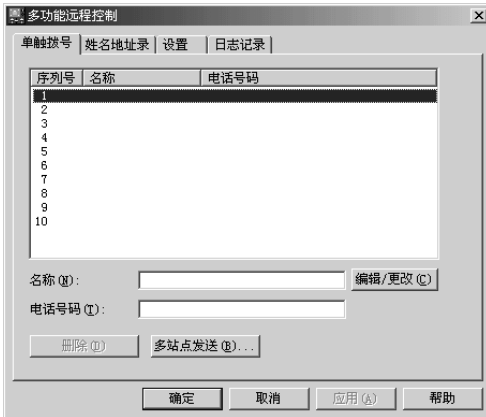 多功能远程控制
单触拨号 姓名地址录 设置 日志记录
序列号 名称 电话号码
1
2
3
4
5
6
7
8
9
10
名称(N):
编辑/更改(C)
电话号码(T):
删除(D) 多站点发送(B)...
确定 取消 应用(A) 帮助